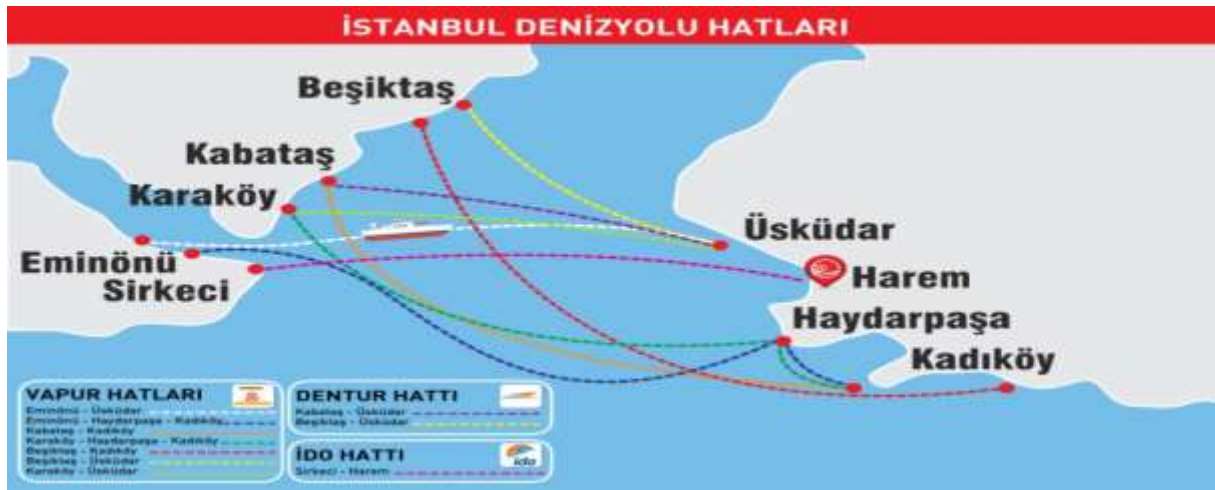 İSTANBUL DENİZYOLU HATLARI
Beşiktaş
Kabataş
Karaköy
Üsküdar
Eminönü
Sirkeci
Harem
Haydarpaşa
Kadıköy
VAPUR HATLARI
Eminönü - Üsküdar
Eminönü - Haydarpaşa - Kadıköy
Kabataş - Kadıköy
Karaköy - Haydarpaşa - Kadıköy
Beşiktaş - Kadıköy
Beşiktaş - Üsküdar
Karaköy - Üsküdar
DENTUR HATTI
Kabataş - Üsküdar
Beşiktaş - Üsküdar
İDO HATTI
ido
Sirkeci - Harem